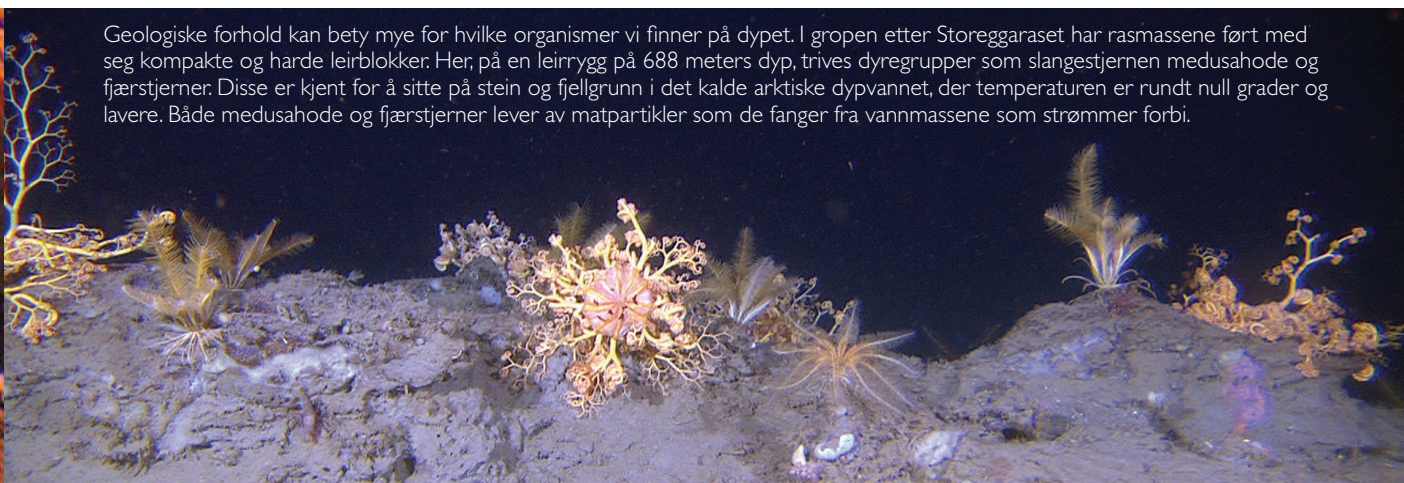 Geologiske forhold kan bety mye for hvilke organismer vi finner på dypet. I gropen etter Storeggaraset har rasmassene ført med
seg kompakte og harde leirblokker. Her, på en leirrygg på 688 meters dyp, trives dyregrupper som slangestjernen medusahode og
fjærstjerner. Disse er kjent for å sitte på stein og fjellgrunn i det kalde arktiske dypvannet, der temperaturen er rundt null grader og
lavere. Både medusahode og fjærstjerner lever av matpartikler som de fanger fra vannmassene som strømmer forbi.